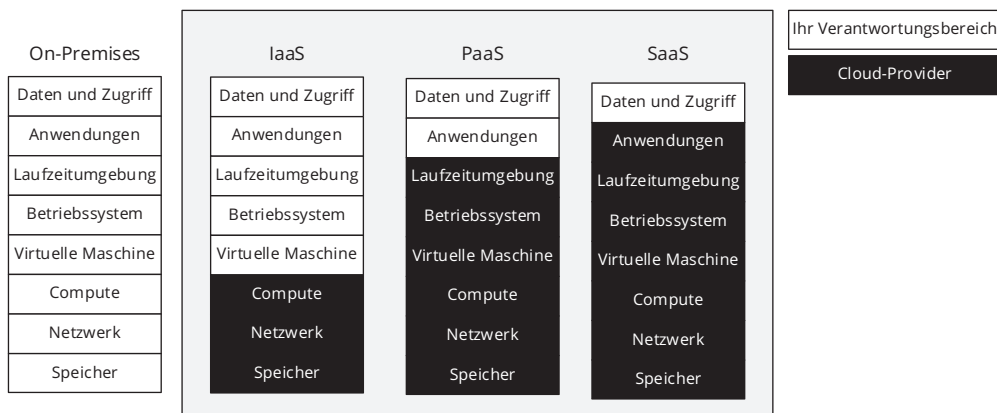 On-Premises
Daten und Zugriff
Anwendungen
Laufzeitumgebung
Betriebssystem
Virtuelle Maschine
Compute
Netzwerk
Speicher
IaaS
Daten und Zugriff
Anwendungen
Laufzeitumgebung
Betriebssystem
Virtuelle Maschine
Compute
Netzwerk
Speicher
PaaS
Daten und Zugriff
Anwendungen
Laufzeitumgebung
Betriebssystem
Virtuelle Maschine
Compute
Netzwerk
Speicher
SaaS
Daten und Zugriff
Anwendungen
Laufzeitumgebung
Betriebssystem
Virtuelle Maschine
Compute
Netzwerk
Speicher
Ihr Verantwortungsbereich
Cloud-Provider